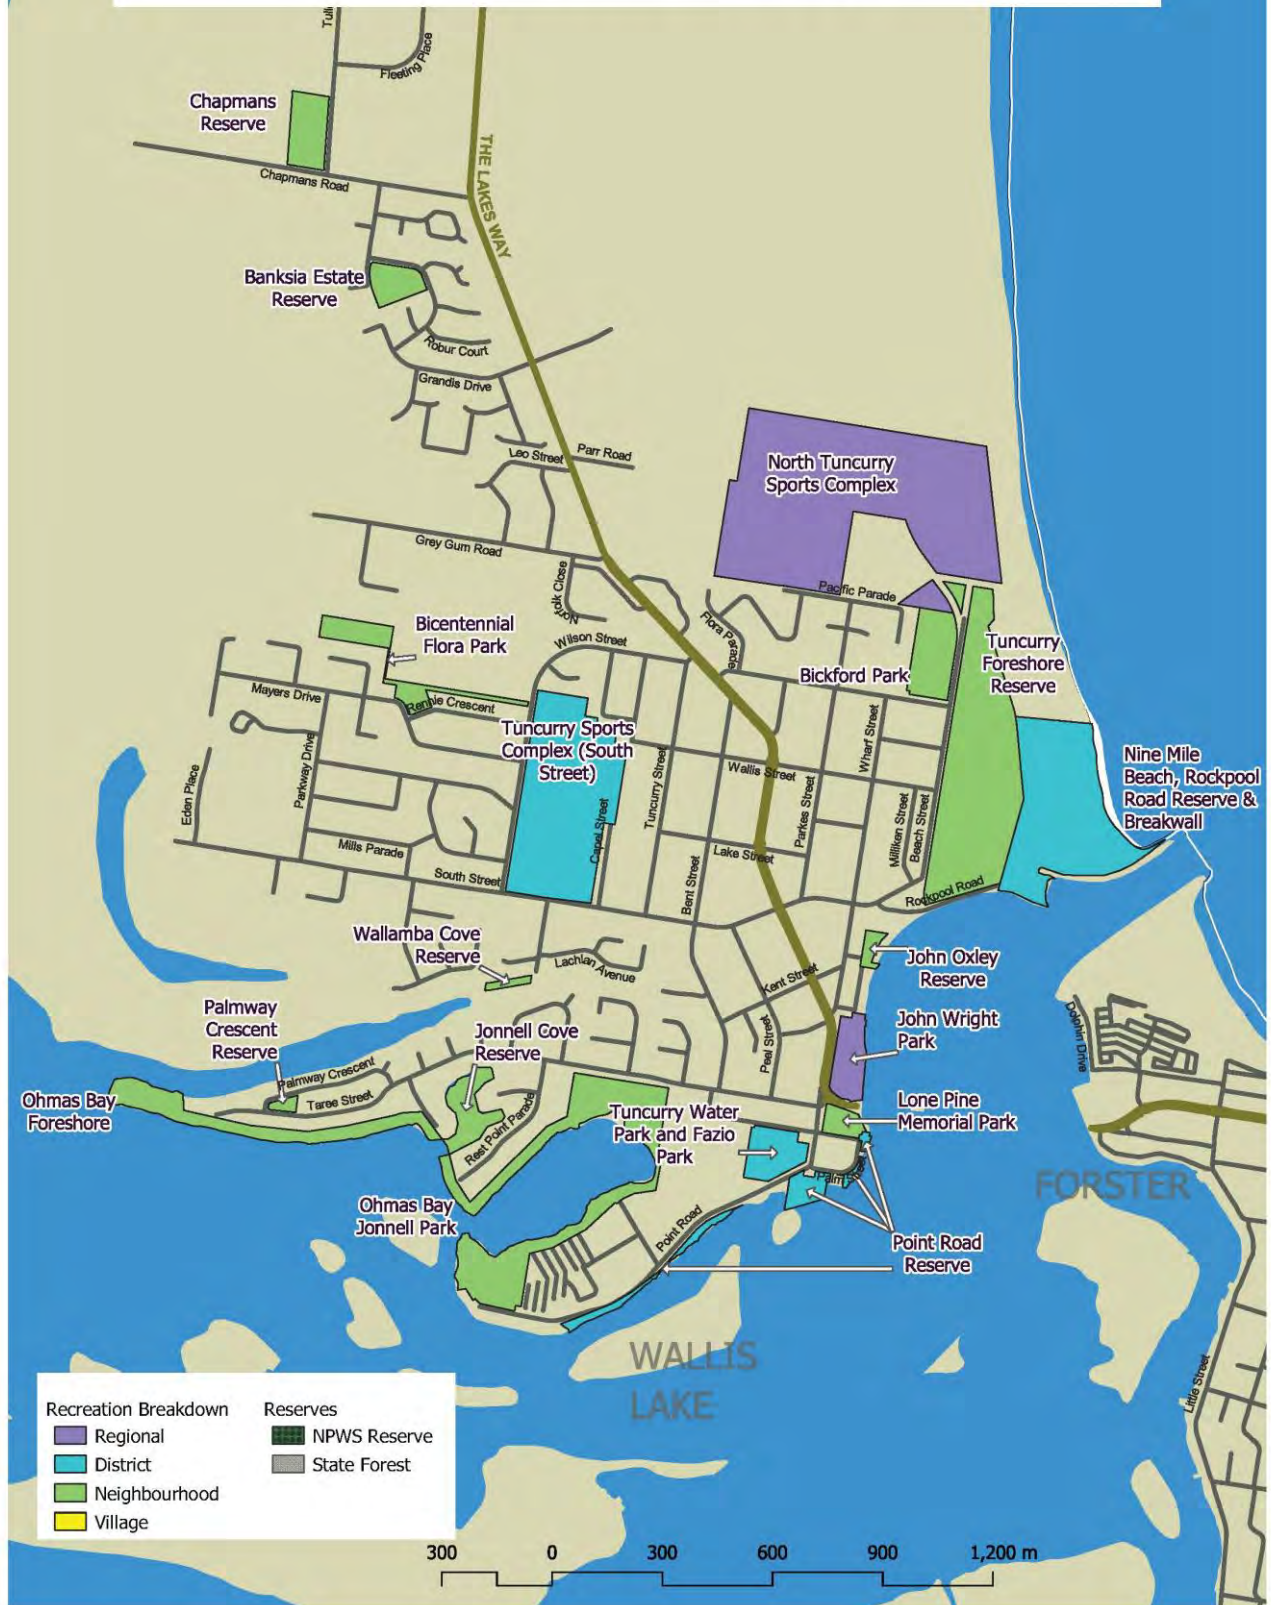 Fleeting Place
Chapmans
Reserve
Chapmans Road
THE LAKES WAY
Banksia Estate
Reserve
Robur Court
Grandis Drive
Leo Street
Parr Road
North Tuncurry
Sports Complex
Grey Gum Road
Norfolk Close
Pacific Parade
Flora Parade
Bicentennial
Flora Park
Wilson Street
Tuncurry
Foreshore
Reserve
Bickford Park
Mayers Drive
Rennie Crescent
Tuncurry Sports
Complex (South
Street)
Wharf Street
Parkway Drive
Eden Place
Tuncurry Street
Wallis Street
Parkes Street
Nine Mile
Beach, Rockpool
Road Reserve &
Breakwall
Milliken Street
Beach Street
Capel Street
Mills Parade
Lake Street
South Street
Bent Street
Rockpool Road
Wallamba Cove
Reserve
Lachlan Avenue
Kent Street
John Oxley
Reserve
Palmway
Crescent
Reserve
Jonnell Cove
Reserve
Peel Street
John Wright
Park
Dolphin Drive
Palmway Crescent
Taree Street
Ohmas Bay
Foreshore
Rest Point Parade
Tuncurry Water
Park and Fazio
Park
Lone Pine
Memorial Park
Palm Street
FORSTER
Ohmas Bay
Jonnell Park
Point Road
Point Road
Reserve
WALLIS
LAKE
Little Street
Recreation Breakdown
Regional
District
Neighbourhood
Village
Reserves
NPWS Reserve
State Forest
300 0 300 600 900 1,200 m